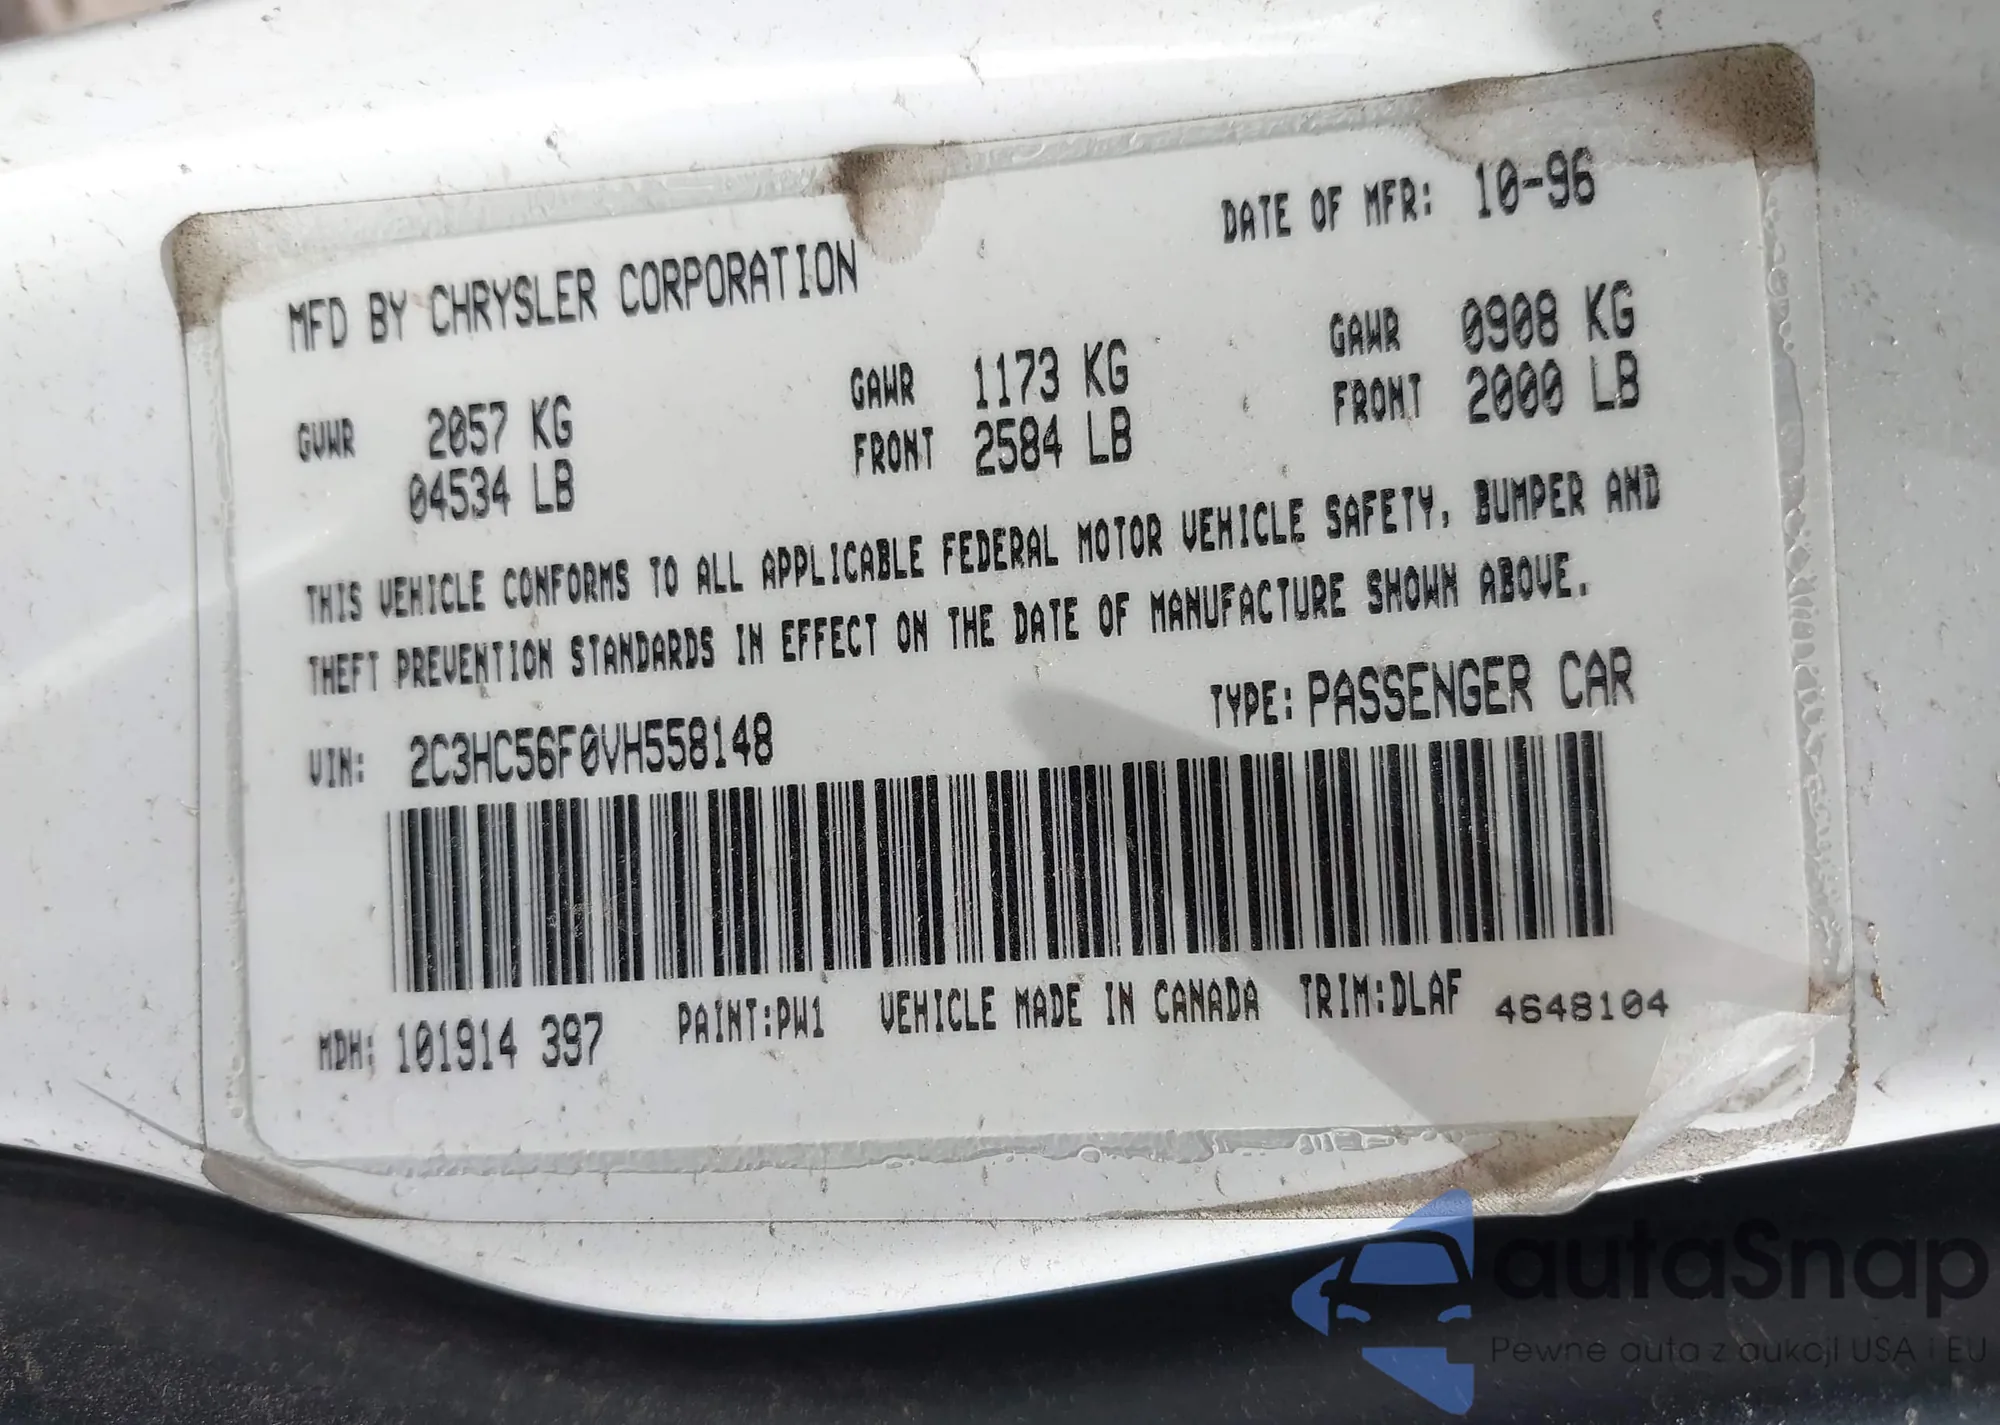 DATE OF MFR: 10-96
MFD BY CHRYSLER CORPORATION
GVWR 2057 KG GAWR 1173 KG GAWR 0908 KG
04534 LB FRONT 2584 LB FRONT 2000 LB
THIS VEHICLE CONFORMS TO ALL APPLICABLE FEDERAL MOTOR VEHICLE SAFETY, BUMPER AND
THEFT PREVENTION STANDARDS IN EFFECT ON THE DATE OF MANUFACTURE SHOWN ABOVE.
VIN: 2C3HC56F0VH558148 TYPE: PASSENGER CAR
MDH: 101914 397 PAINT:PW1 VEHICLE MADE IN CANADA TRIM:DLAF 4648104
autaSnap
Pewne auta z aukcji USA i EU